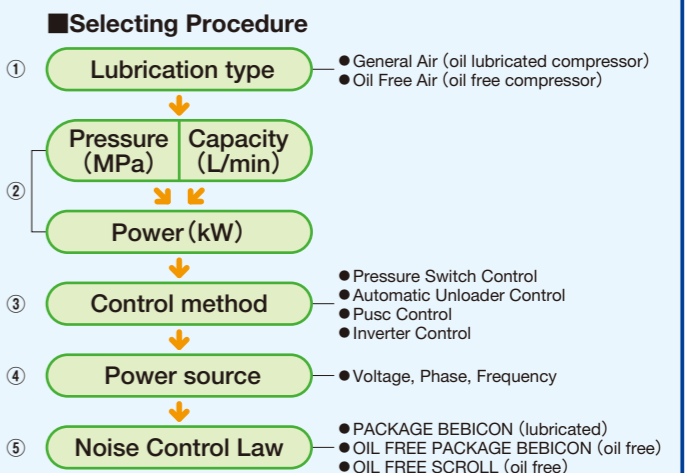 ■Selecting Procedure
① Lubrication type
●General Air (oil lubricated compressor)
●Oil Free Air (oil free compressor)
②
Pressure (MPa)
Capacity (L/min)
Power (kW)
③ Control method
●Pressure Switch Control
●Automatic Unloader Control
●Pusc Control
●Inverter Control
④ Power source
●Voltage, Phase, Frequency
⑤ Noise Control Law
●PACKAGE BEBICON (lubricated)
●OIL FREE PACKAGE BEBICON (oil free)
●OIL FREE SCROLL (oil free)